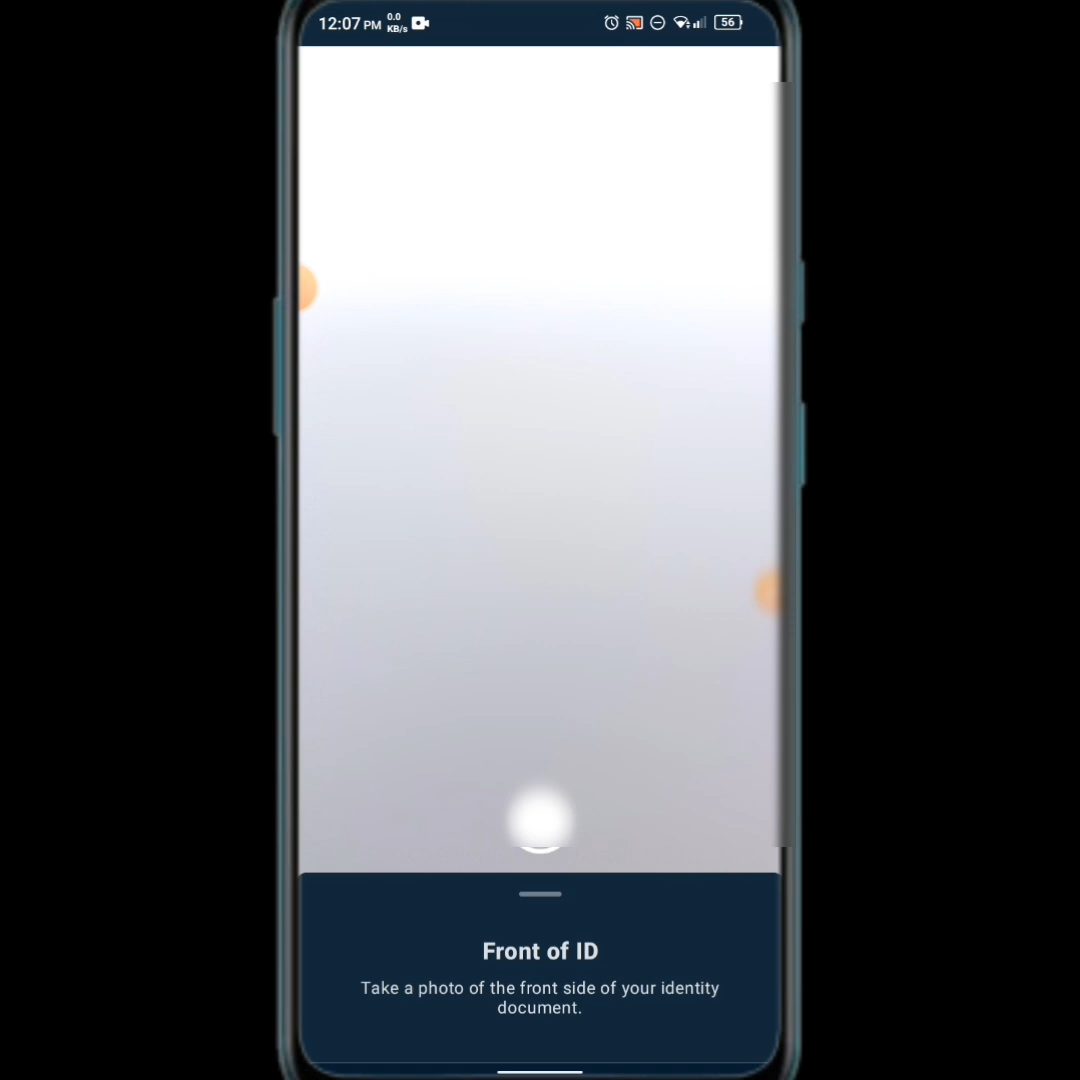 12:07 PM 0.0 KB/s 56
Front of ID
Take a photo of the front side of your identity
document.